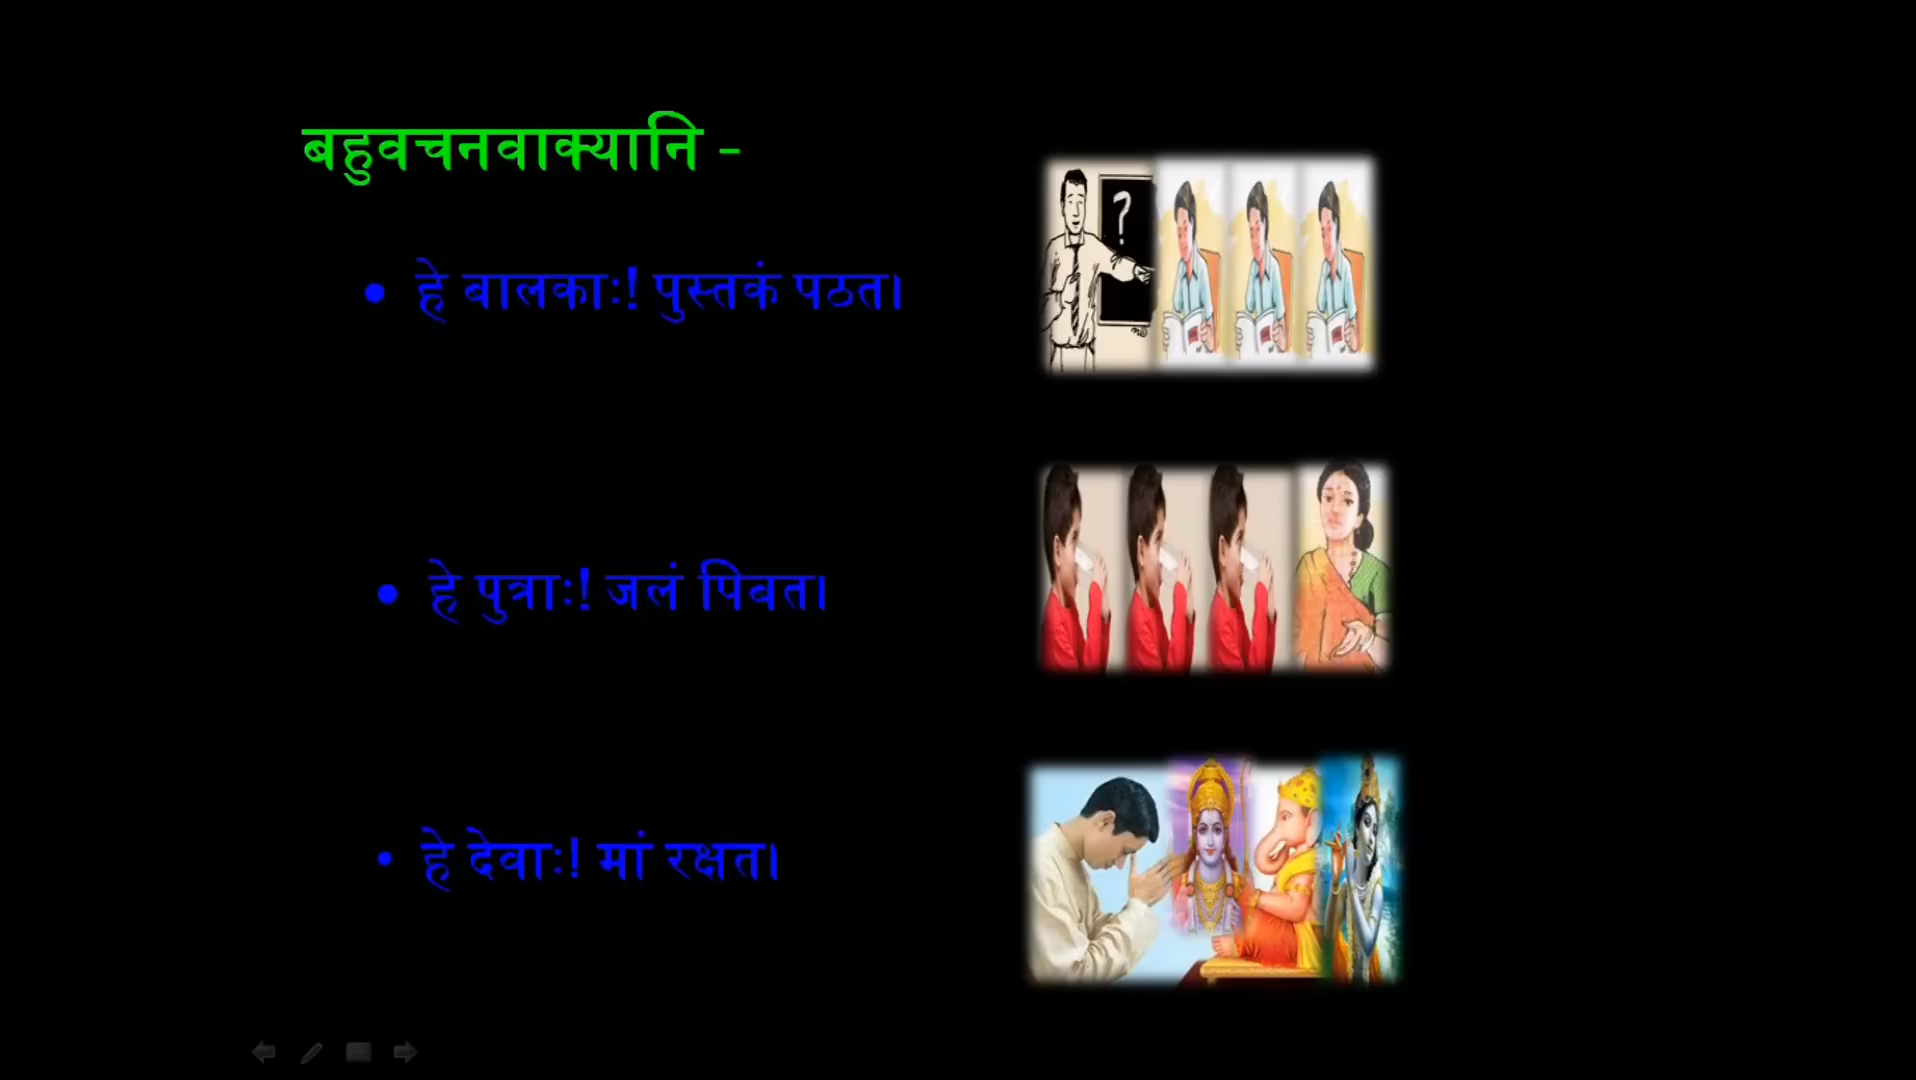 बहुवचनवाक्यानि -
• हे बालकाः! पुस्तकं पठत।
?
• हे पुत्राः! जलं पिबत।
• हे देवाः! मां रक्षत।